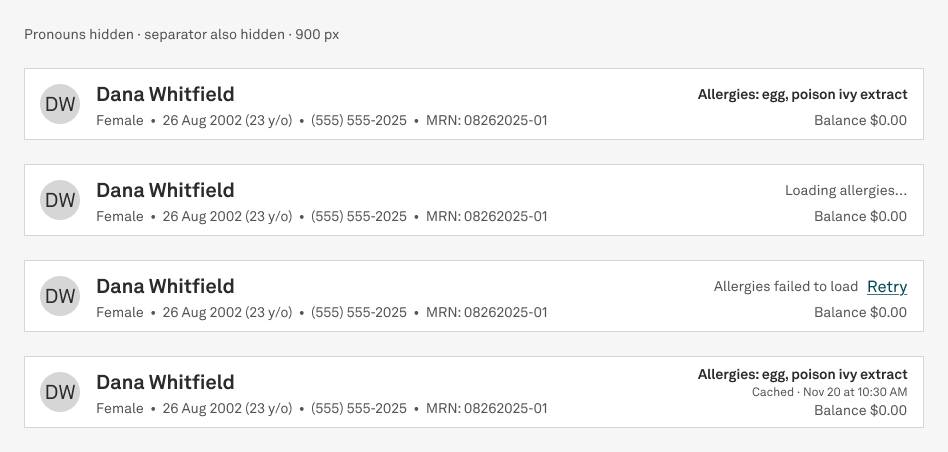 Pronouns hidden · separator also hidden · 900 px
DW
Dana Whitfield
Female • 26 Aug 2002 (23 y/o) • (555) 555-2025 • MRN: 08262025-01
Allergies: egg, poison ivy extract
Balance $0.00
DW
Dana Whitfield
Female • 26 Aug 2002 (23 y/o) • (555) 555-2025 • MRN: 08262025-01
Loading allergies...
Balance $0.00
DW
Dana Whitfield
Female • 26 Aug 2002 (23 y/o) • (555) 555-2025 • MRN: 08262025-01
Allergies failed to load Retry
Balance $0.00
DW
Dana Whitfield
Female • 26 Aug 2002 (23 y/o) • (555) 555-2025 • MRN: 08262025-01
Allergies: egg, poison ivy extract
Cached · Nov 20 at 10:30 AM
Balance $0.00